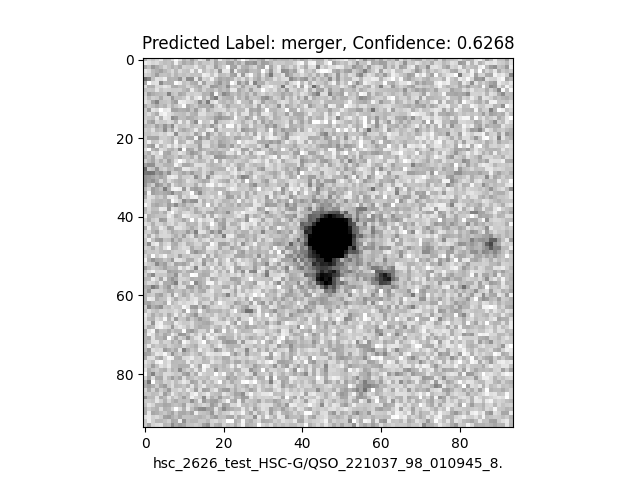 Predicted Label: merger, Confidence: 0.6268
0
20
40
60
80
0 20 40 60 80
hsc_2626_test_HSC-G/QSO_221037_98_010945_8.